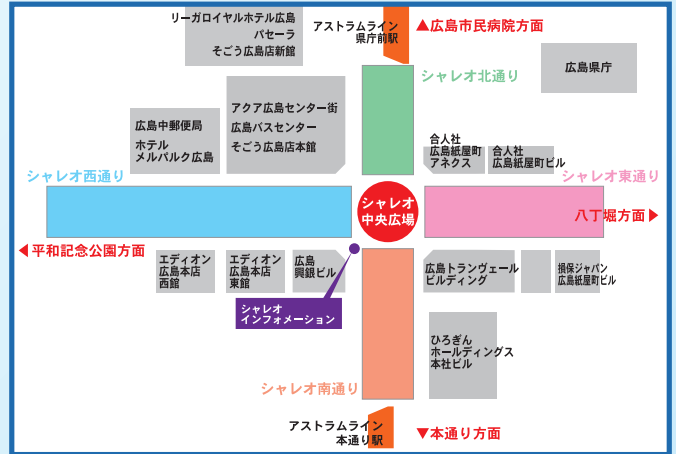 リーガロイヤルホテル広島
パセーラ
そごう広島店新館
アストラムライン
県庁前駅
▲広島市民病院方面
シャレオ北通り
広島県庁
アクア広島センター街
広島バスセンター
そごう広島店本館
広島中郵便局
ホテル
メルパルク広島
合人社
広島紙屋町
アネクス
合人社
広島紙屋町ビル
シャレオ西通り
シャレオ東通り
シャレオ
中央広場
八丁堀方面▶
◀平和記念公園方面
エディオン
広島本店
西館
エディオン
広島本店
東館
広島
興銀ビル
広島トランヴェール
ビルディング
損保ジャパン
広島紙屋町ビル
シャレオ
インフォメーション
ひろぎん
ホールディングス
本社ビル
シャレオ南通り
アストラムライン
本通り駅
▼本通り方面